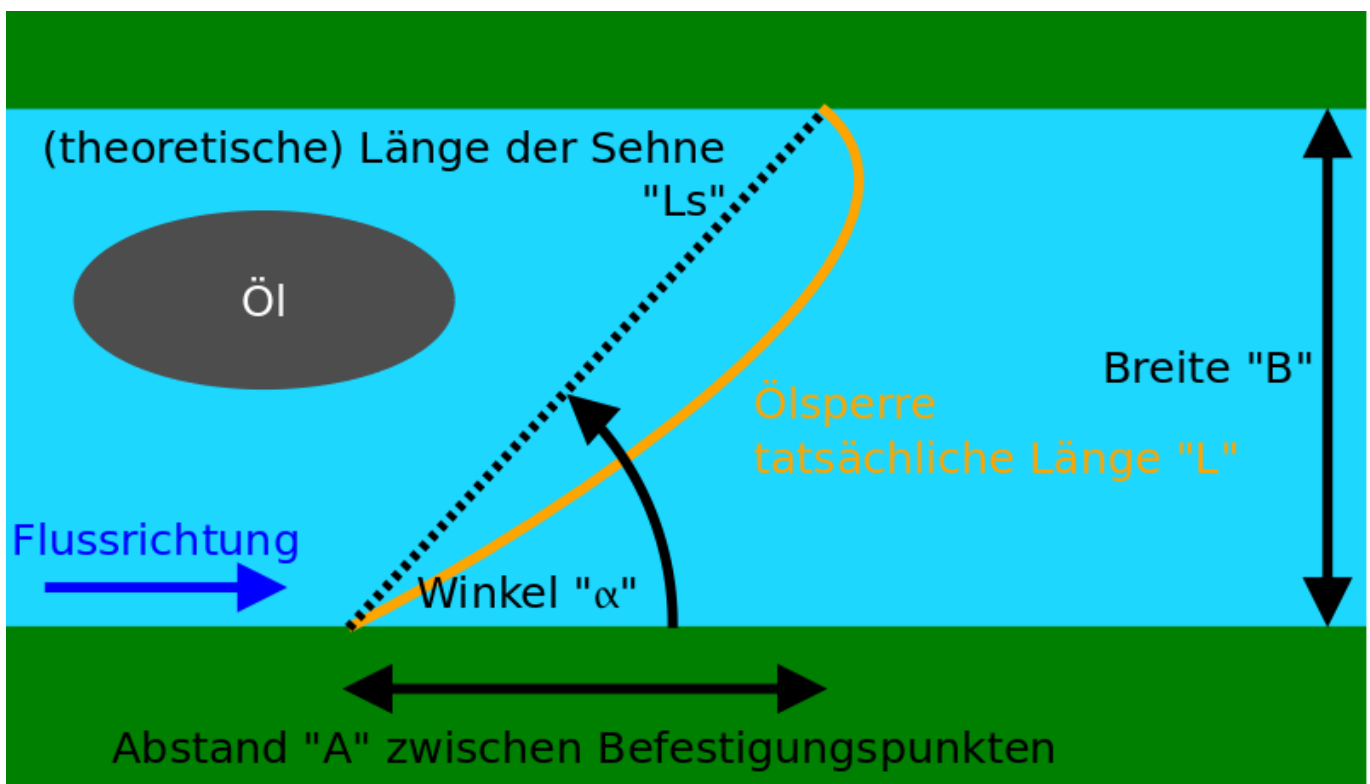 (theoretische) Länge der Sehne
"Ls"
Öl
Breite "B"
Ölsperre
tatsächliche Länge "L"
Flussrichtung
Winkel "α"
Abstand "A" zwischen Befestigungspunkten